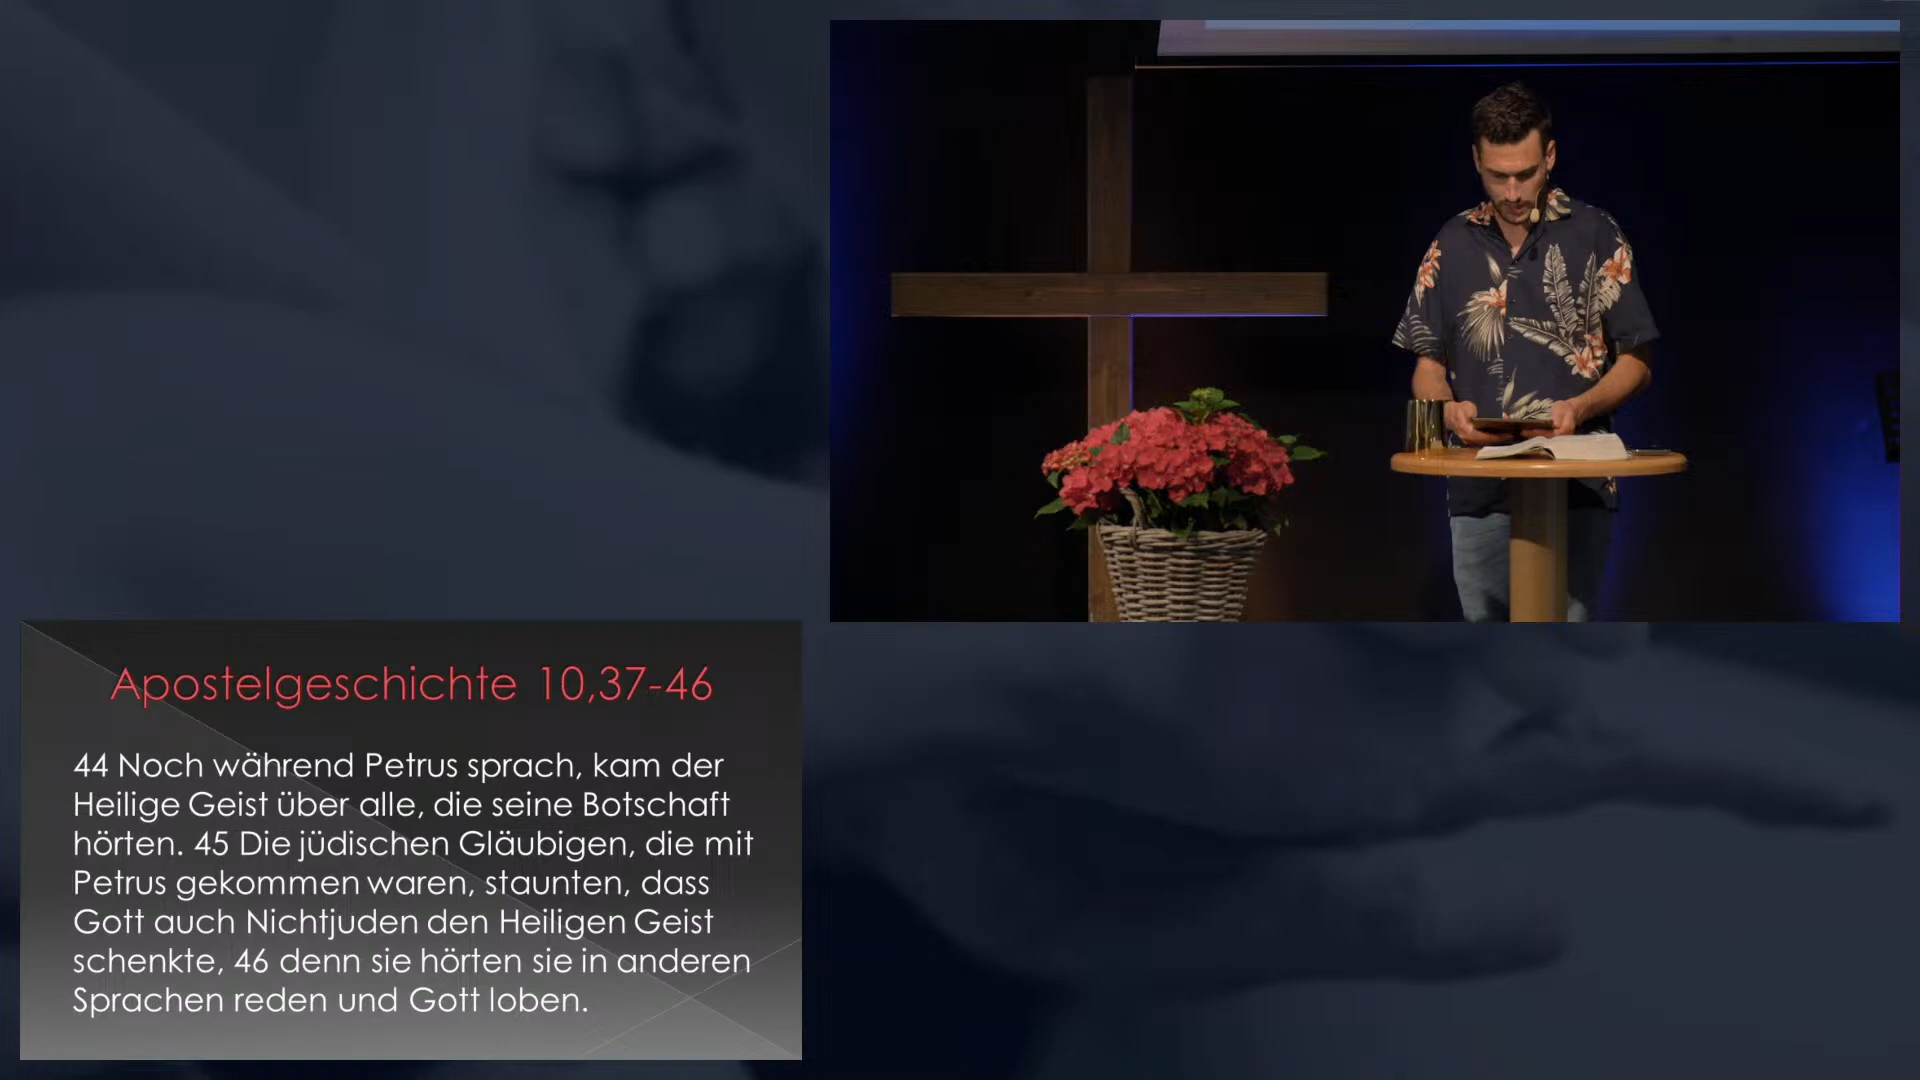 Apostelgeschichte 10,37-46
44 Noch während Petrus sprach, kam der
Heilige Geist über alle, die seine Botschaft
hörten. 45 Die jüdischen Gläubigen, die mit
Petrus gekommen waren, staunten, dass
Gott auch Nichtjuden den Heiligen Geist
schenkte, 46 denn sie hörten sie in anderen
Sprachen reden und Gott loben.